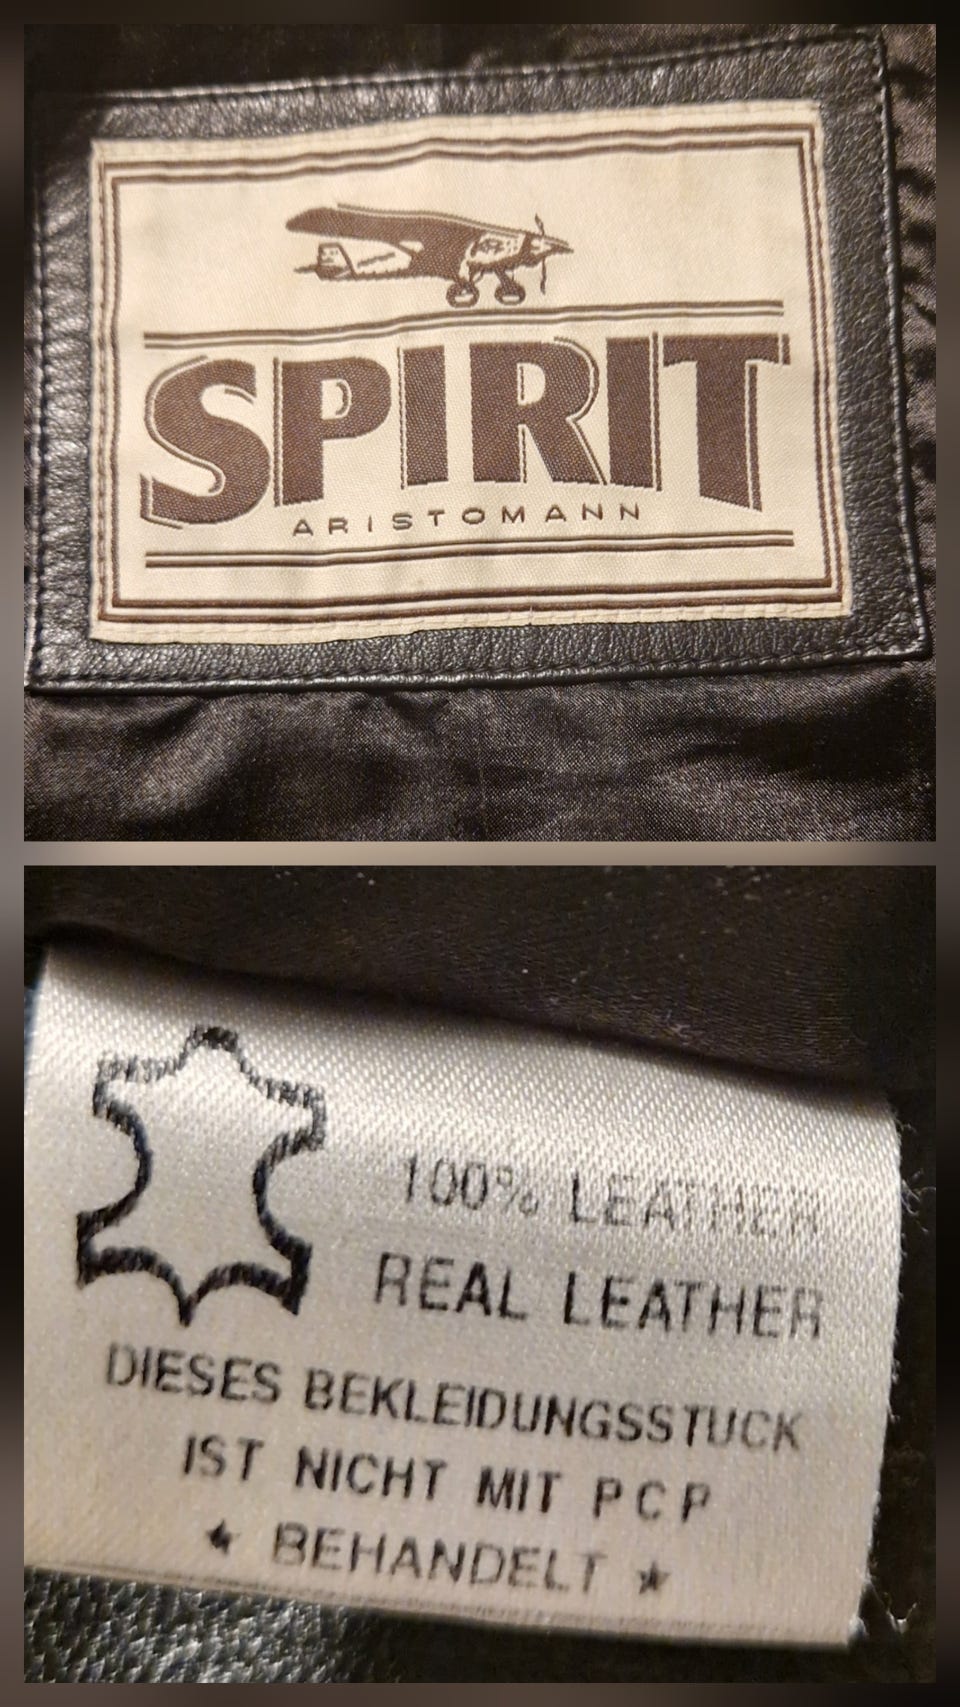 SPIRIT
ARISTOMANN
100% LEATHER
REAL LEATHER
DIESES BEKLEIDUNGSSTUCK
IST NICHT MIT PCP
★ BEHANDELT ★